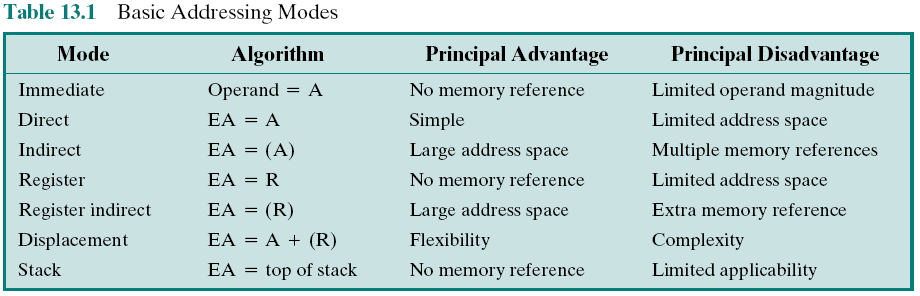 Table 13.1 Basic Addressing Modes
Mode Algorithm Principal Advantage Principal Disadvantage
Immediate Operand = A No memory reference Limited operand magnitude
Direct EA = A Simple Limited address space
Indirect EA = (A) Large address space Multiple memory references
Register EA = R No memory reference Limited address space
Register indirect EA = (R) Large address space Extra memory reference
Displacement EA = A + (R) Flexibility Complexity
Stack EA = top of stack No memory reference Limited applicability